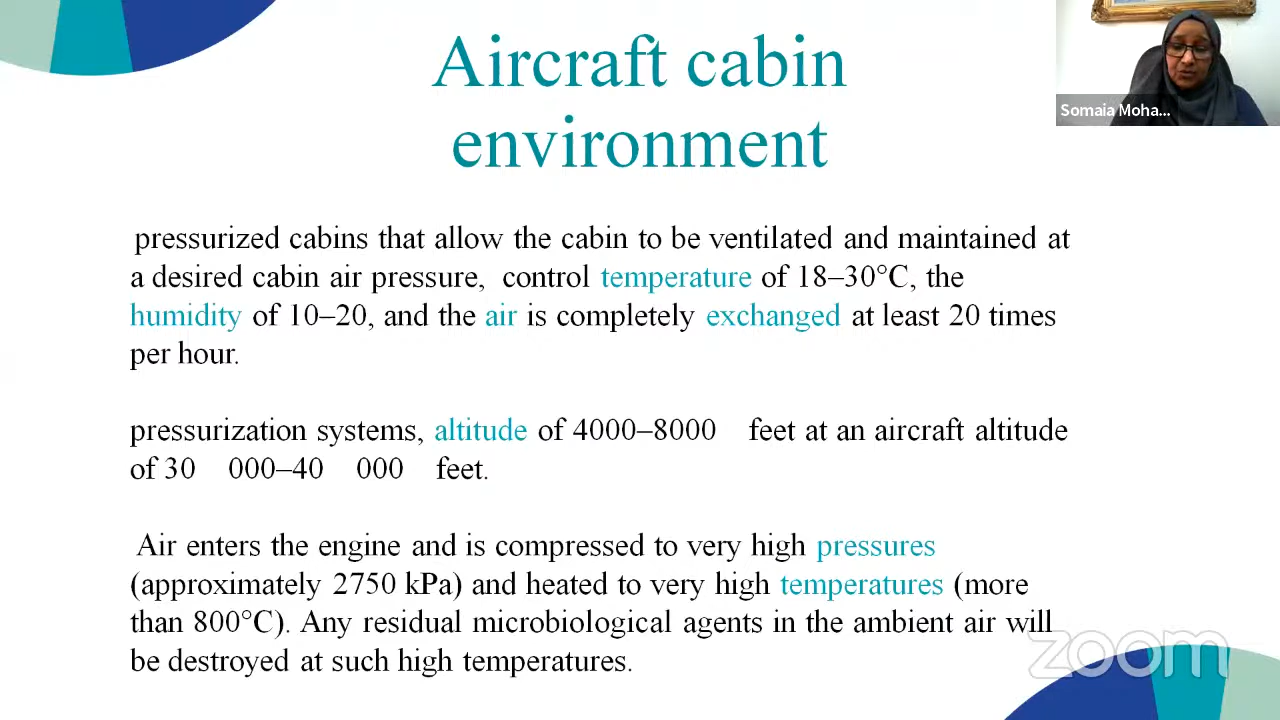 Aircraft cabin
environment
Somaia Moha...
pressurized cabins that allow the cabin to be ventilated and maintained at
a desired cabin air pressure, control temperature of 18–30°C, the
humidity of 10–20, and the air is completely exchanged at least 20 times
per hour.
pressurization systems, altitude of 4000–8000 feet at an aircraft altitude
of 30 000–40 000 feet.
Air enters the engine and is compressed to very high pressures
(approximately 2750 kPa) and heated to very high temperatures (more
than 800°C). Any residual microbiological agents in the ambient air will
be destroyed at such high temperatures.
zoom